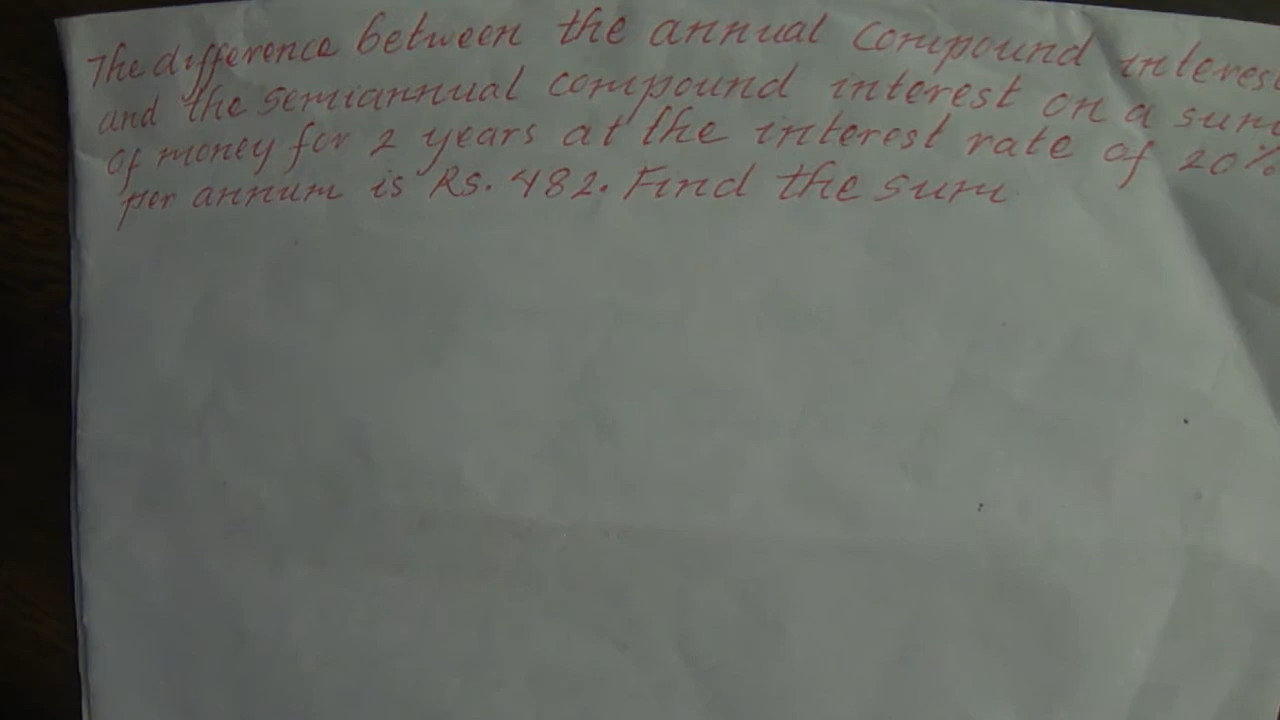 The difference between the annual compound interest
and the semiannual compound interest on a sum
of money for 2 years at the interest rate of 20%
per annum is Rs. 482. Find the sum